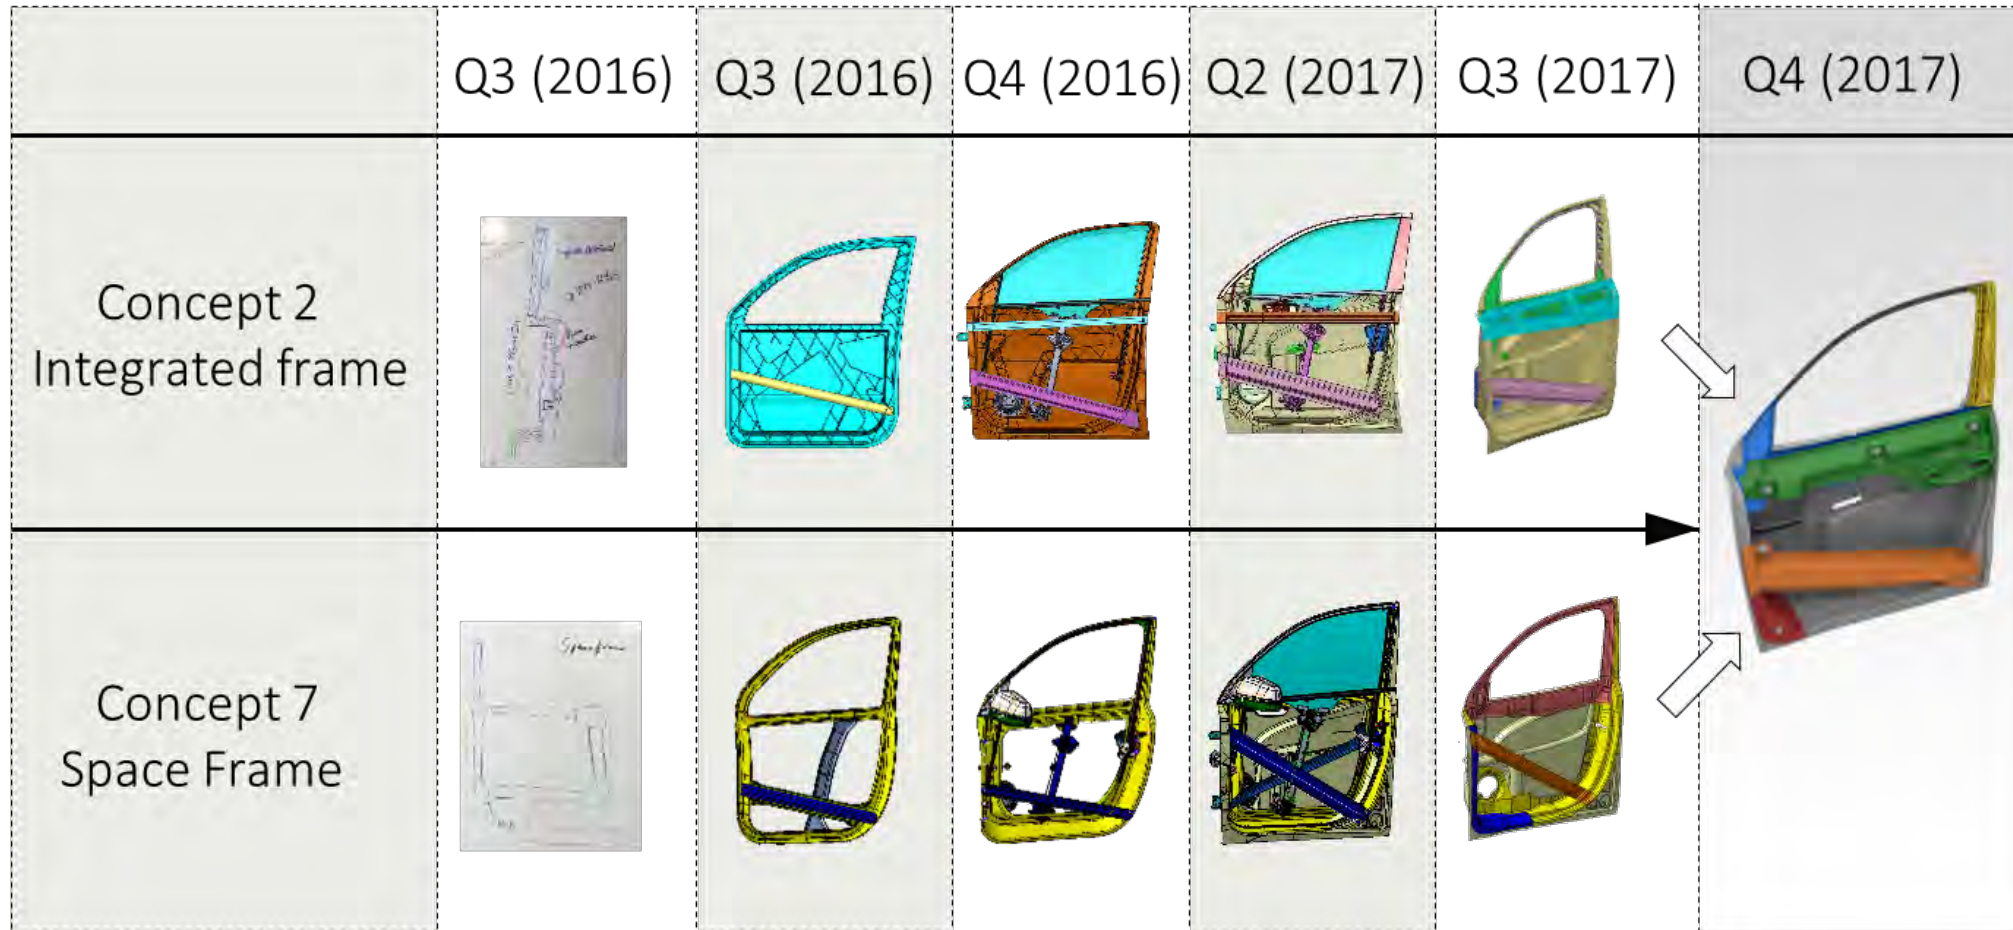 Q3 (2016)
Q3 (2016)
Q4 (2016)
Q2 (2017)
Q3 (2017)
Q4 (2017)
Concept 2
Integrated frame
Concept 7
Space Frame